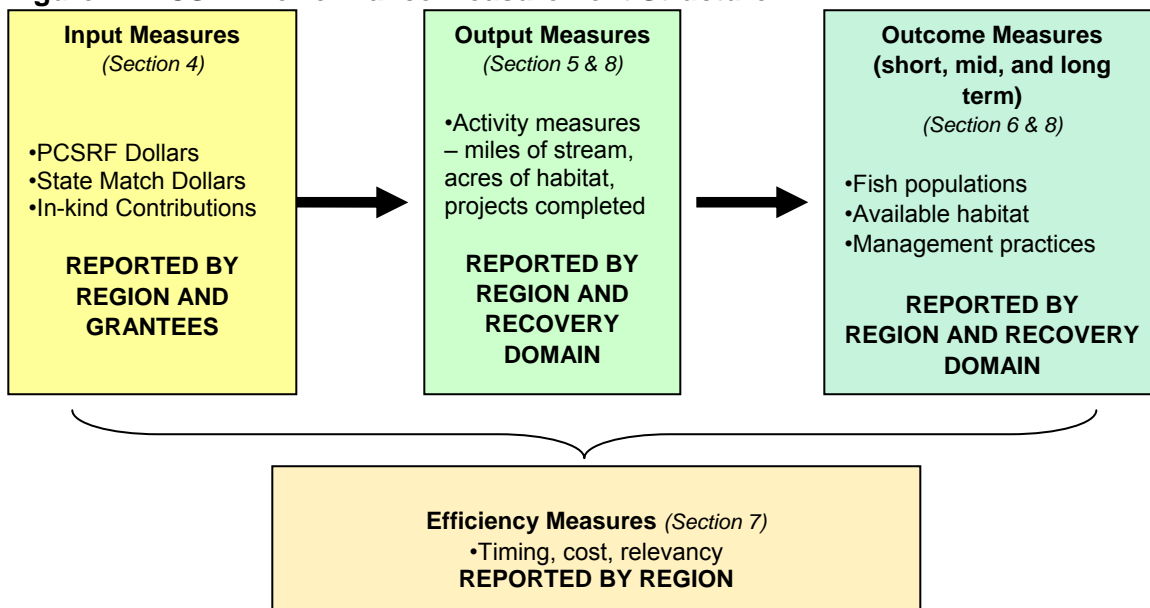 Input Measures
(Section 4)
•PCSRF Dollars
•State Match Dollars
•In-kind Contributions
REPORTED BY
REGION AND
GRANTEES
Output Measures
(Section 5 & 8)
•Activity measures
– miles of stream,
acres of habitat,
projects completed
REPORTED BY
REGION AND
RECOVERY
DOMAIN
Outcome Measures
(short, mid, and long
term)
(Section 6 & 8)
•Fish populations
•Available habitat
•Management practices
REPORTED BY
REGION AND RECOVERY
DOMAIN
Efficiency Measures (Section 7)
•Timing, cost, relevancy
REPORTED BY REGION